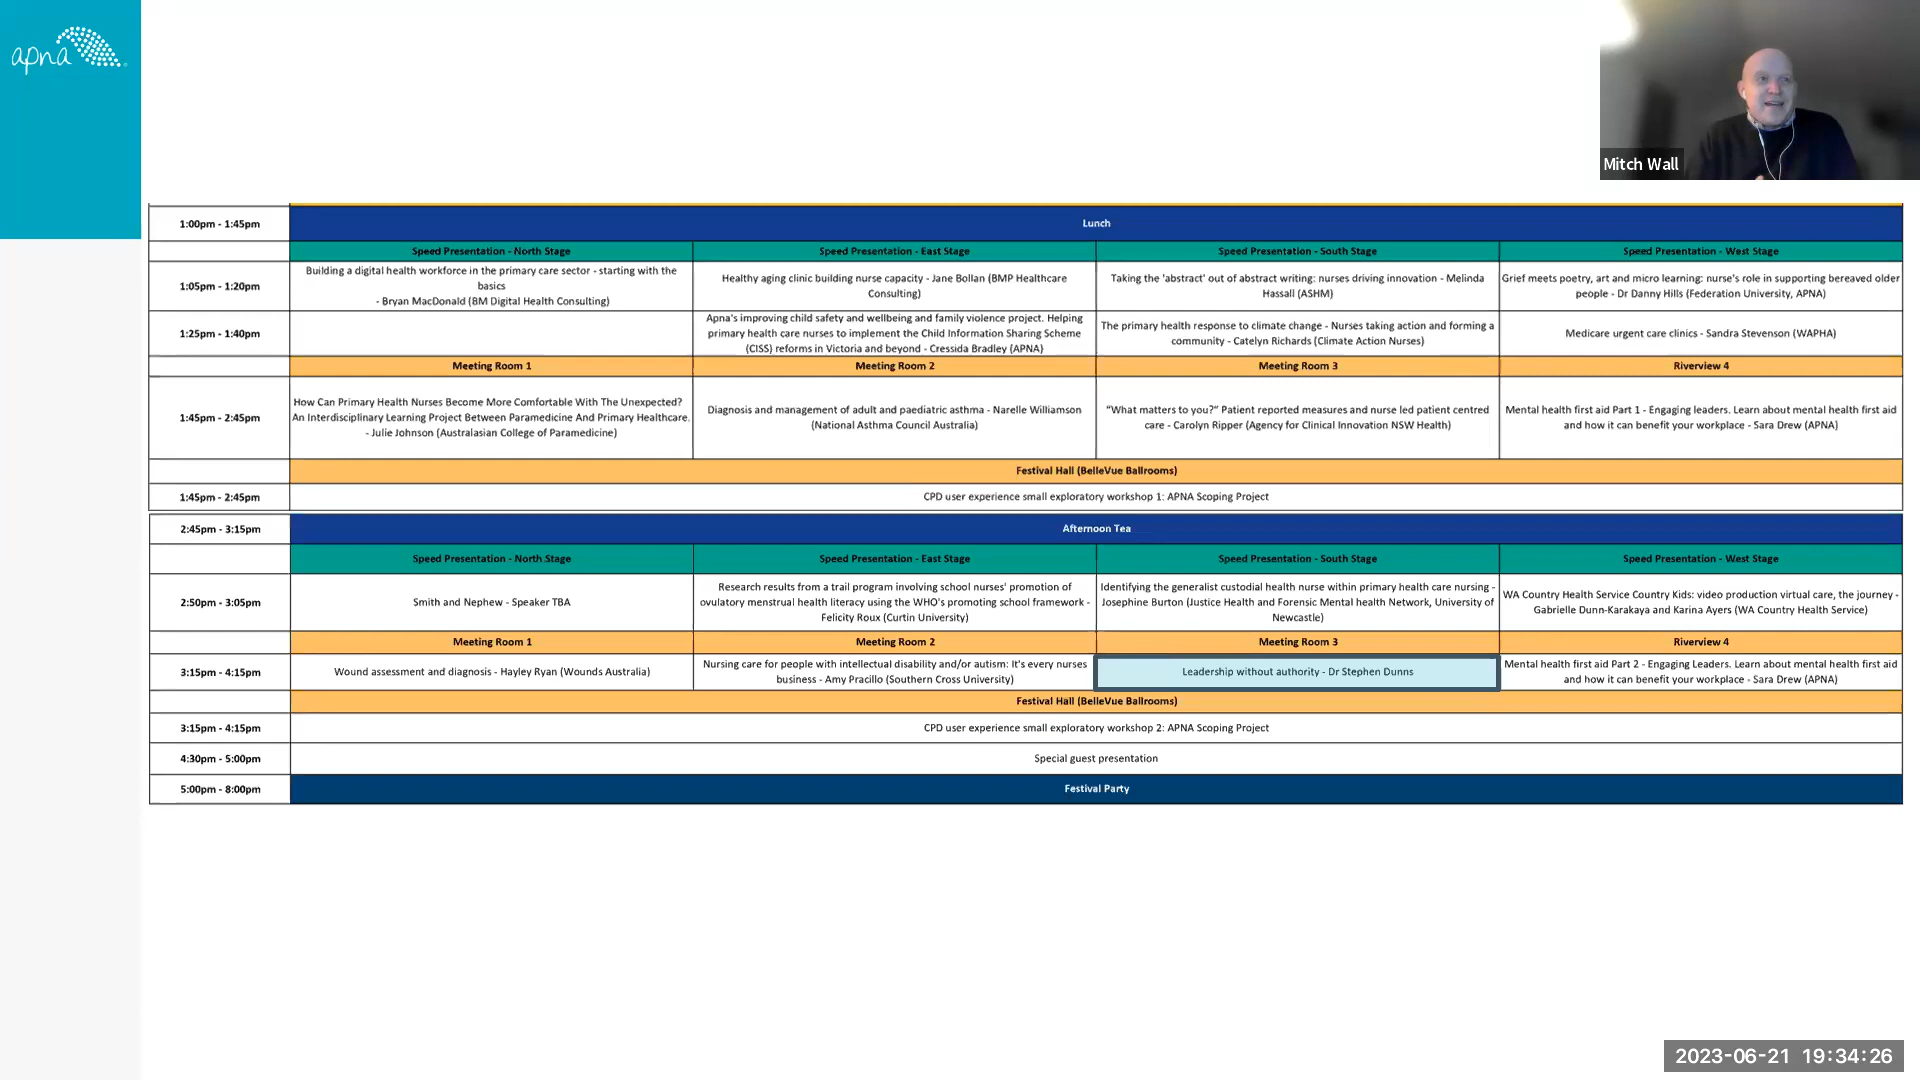 apna
Mitch Wall
1:00pm - 1:45pm
Lunch
Speed Presentation - North Stage
Speed Presentation - East Stage
Speed Presentation - South Stage
Speed Presentation - West Stage
1:05pm - 1:20pm
Building a digital health workforce in the primary care sector - starting with the
basics
- Bryan MacDonald (BM Digital Health Consulting)
Healthy aging clinic building nurse capacity - Jane Bollan (BMP Healthcare
Consulting)
Taking the 'abstract' out of abstract writing: nurses driving innovation - Melinda
Hassall (ASHM)
Grief meets poetry, art and micro learning: nurse's role in supporting bereaved older
people - Dr Danny Hills (Federation University, APNA)
1:25pm - 1:40pm
Apna's improving child safety and wellbeing and family violence project. Helping
primary health care nurses to implement the Child Information Sharing Scheme
(CISS) reforms in Victoria and beyond - Cressida Bradley (APNA)
The primary health response to climate change - Nurses taking action and forming a
community - Catelyn Richards (Climate Action Nurses)
Medicare urgent care clinics - Sandra Stevenson (WAPHA)
Meeting Room 1
Meeting Room 2
Meeting Room 3
Riverview 4
1:45pm - 2:45pm
How Can Primary Health Nurses Become More Comfortable With The Unexpected?
An Interdisciplinary Learning Project Between Paramedicine And Primary Healthcare.
- Julie Johnson (Australasian College of Paramedicine)
Diagnosis and management of adult and paediatric asthma - Narelle Williamson
(National Asthma Council Australia)
"What matters to you?" Patient reported measures and nurse led patient centred
care - Carolyn Ripper (Agency for Clinical Innovation NSW Health)
Mental health first aid Part 1 - Engaging leaders. Learn about mental health first aid
and how it can benefit your workplace - Sara Drew (APNA)
Festival Hall (BelleVue Ballrooms)
1:45pm - 2:45pm
CPD user experience small exploratory workshop 1: APNA Scoping Project
2:45pm - 3:15pm
Afternoon Tea
Speed Presentation - North Stage
Speed Presentation - East Stage
Speed Presentation - South Stage
Speed Presentation - West Stage
2:50pm - 3:05pm
Smith and Nephew - Speaker TBA
Research results from a trail program involving school nurses' promotion of
ovulatory menstrual health literacy using the WHO's promoting school framework -
Felicity Roux (Curtin University)
Identifying the generalist custodial health nurse within primary health care nursing -
Josephine Burton (Justice Health and Forensic Mental health Network, University of
Newcastle)
WA Country Health Service Country Kids: video production virtual care, the journey -
Gabrielle Dunn-Karakaya and Karina Ayers (WA Country Health Service)
Meeting Room 1
Meeting Room 2
Meeting Room 3
Riverview 4
3:15pm - 4:15pm
Wound assessment and diagnosis - Hayley Ryan (Wounds Australia)
Nursing care for people with intellectual disability and/or autism: It's every nurses
business - Amy Pracillo (Southern Cross University)
Leadership without authority - Dr Stephen Dunns
Mental health first aid Part 2 - Engaging Leaders. Learn about mental health first aid
and how it can benefit your workplace - Sara Drew (APNA)
Festival Hall (BelleVue Ballrooms)
3:15pm - 4:15pm
CPD user experience small exploratory workshop 2: APNA Scoping Project
4:30pm - 5:00pm
Special guest presentation
5:00pm - 8:00pm
Festival Party
2023-06-21 19:34:26